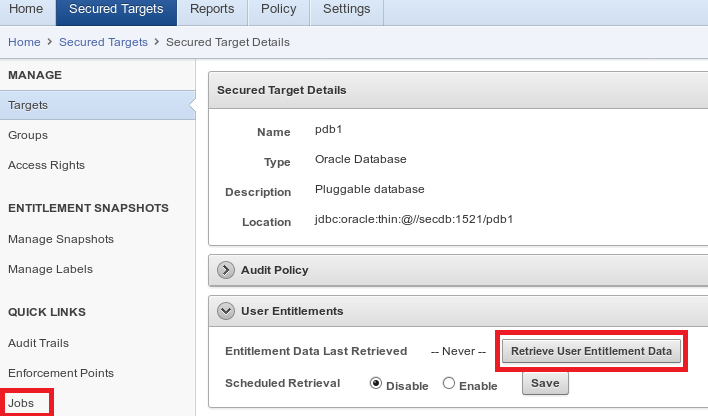 Home Secured Targets Reports Policy Settings
Home > Secured Targets > Secured Target Details
MANAGE
Targets
Groups
Access Rights
ENTITLEMENT SNAPSHOTS
Manage Snapshots
Manage Labels
QUICK LINKS
Audit Trails
Enforcement Points
Jobs
Secured Target Details
Name pdb1
Type Oracle Database
Description Pluggable database
Location jdbc:oracle:thin:@//secdb:1521/pdb1
Audit Policy
User Entitlements
Entitlement Data Last Retrieved -- Never -- Retrieve User Entitlement Data
Scheduled Retrieval Disable Enable Save